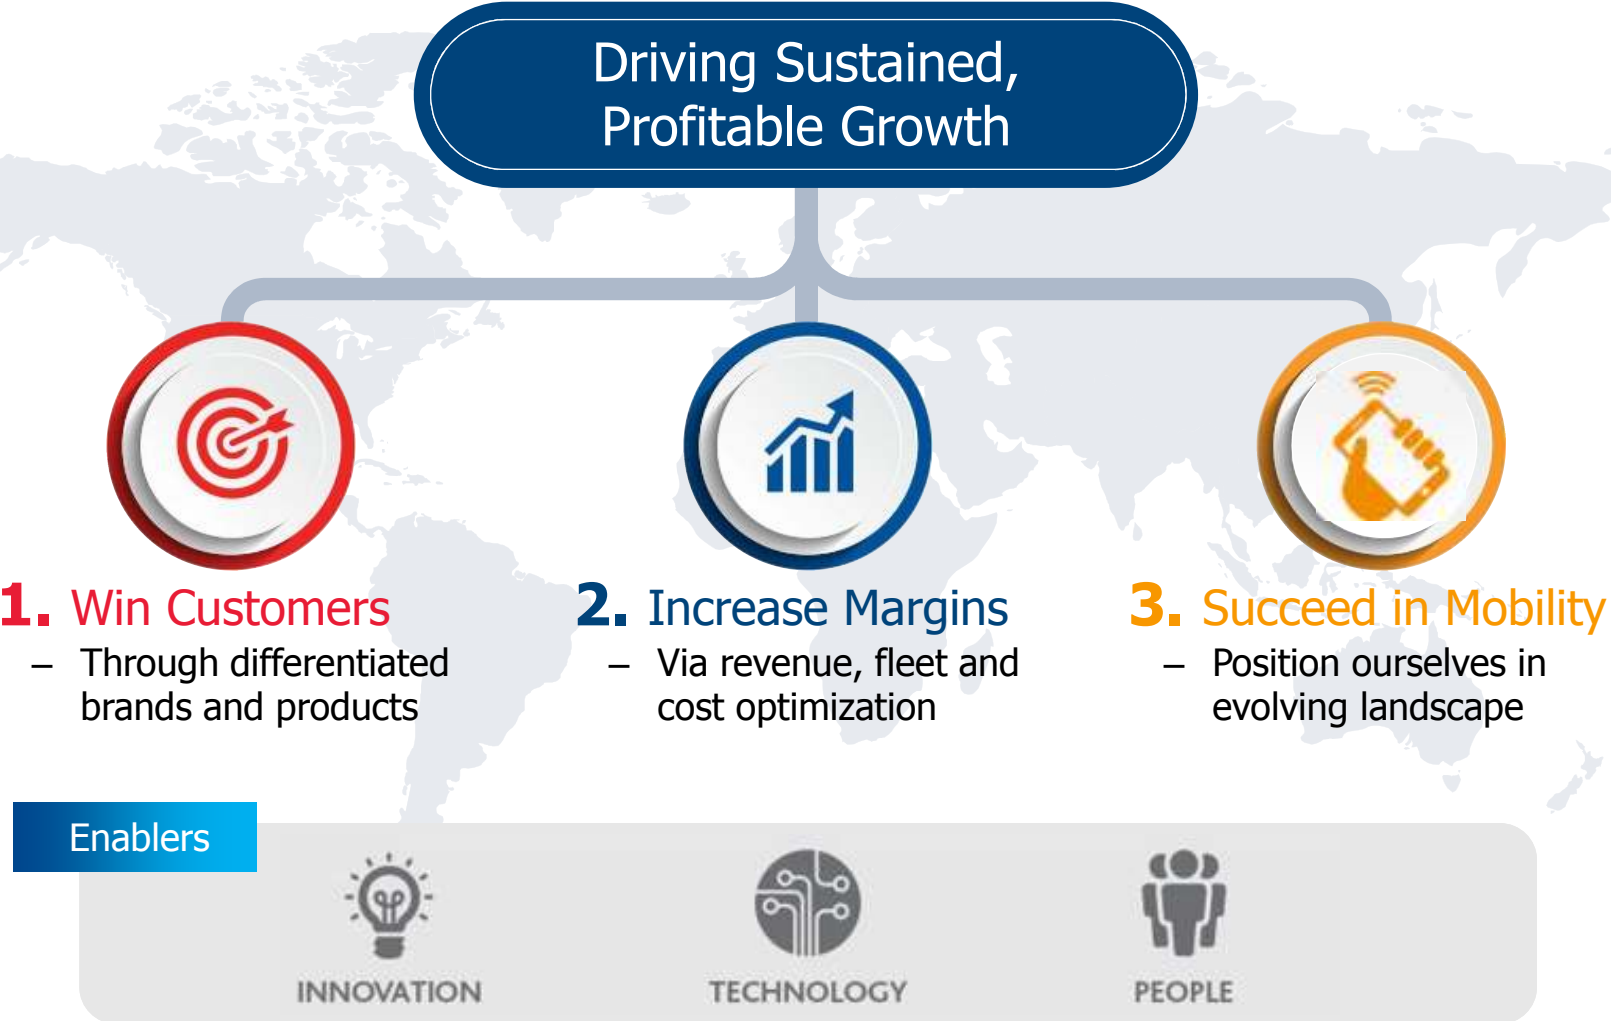 Driving Sustained,
Profitable Growth
1. Win Customers
– Through differentiated
brands and products
2. Increase Margins
– Via revenue, fleet and
cost optimization
3. Succeed in Mobility
– Position ourselves in
evolving landscape
Enablers
INNOVATION
TECHNOLOGY
PEOPLE